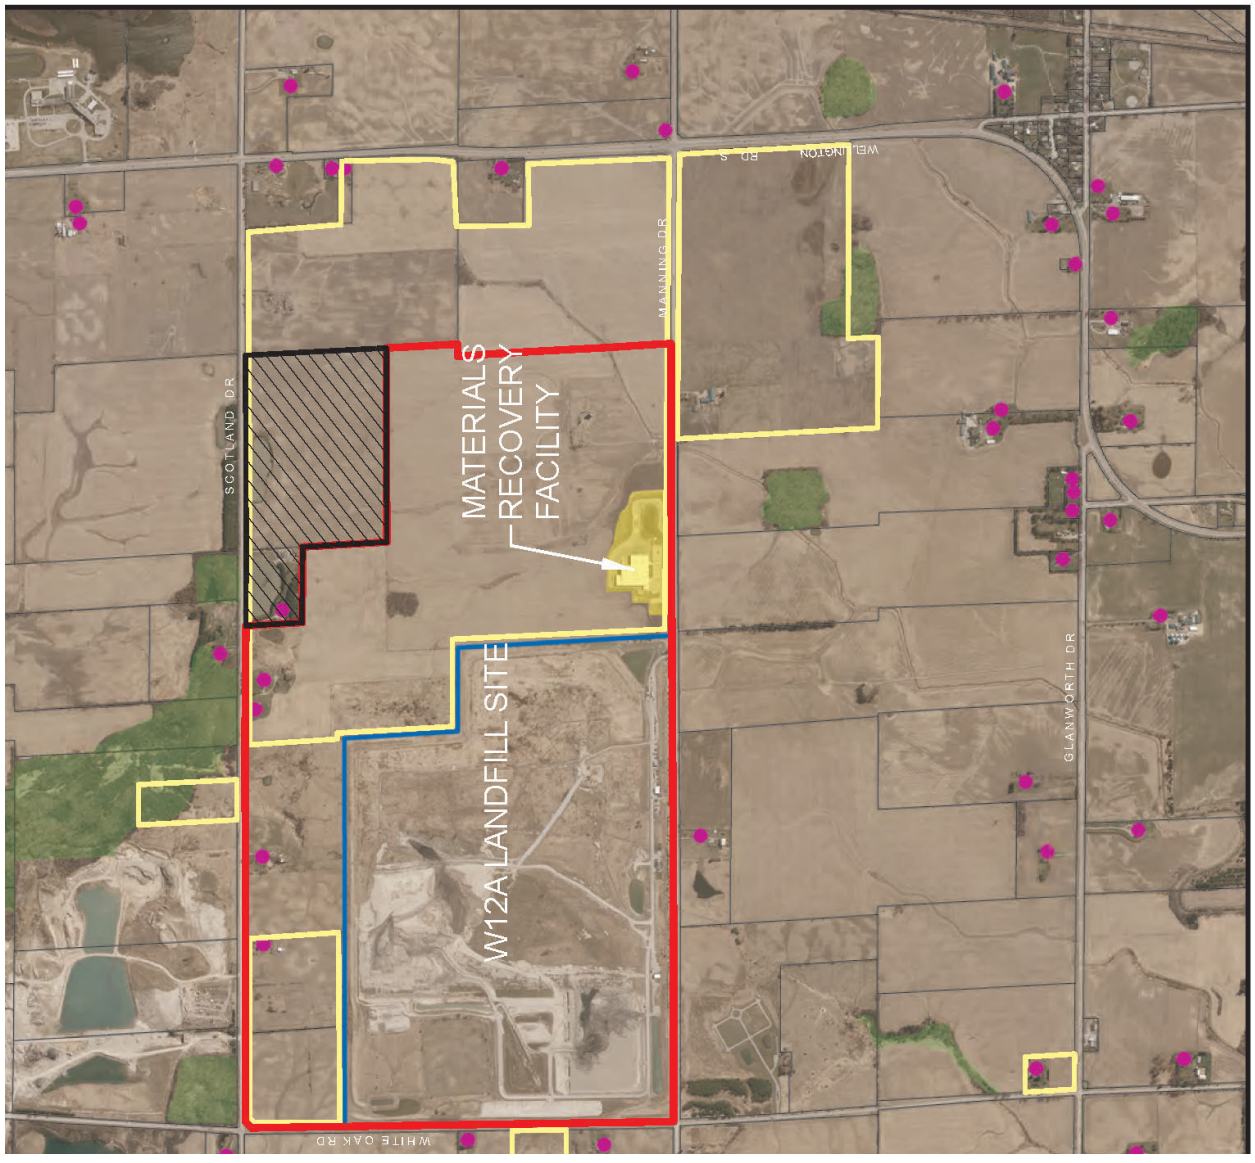 WELLINGTON RD S
MANNING DR
SCOTLAND DR
MATERIALS
RECOVERY
FACILITY
W12A LANDFILL SITE
GLANWORTH DR
WHITE OAK RD